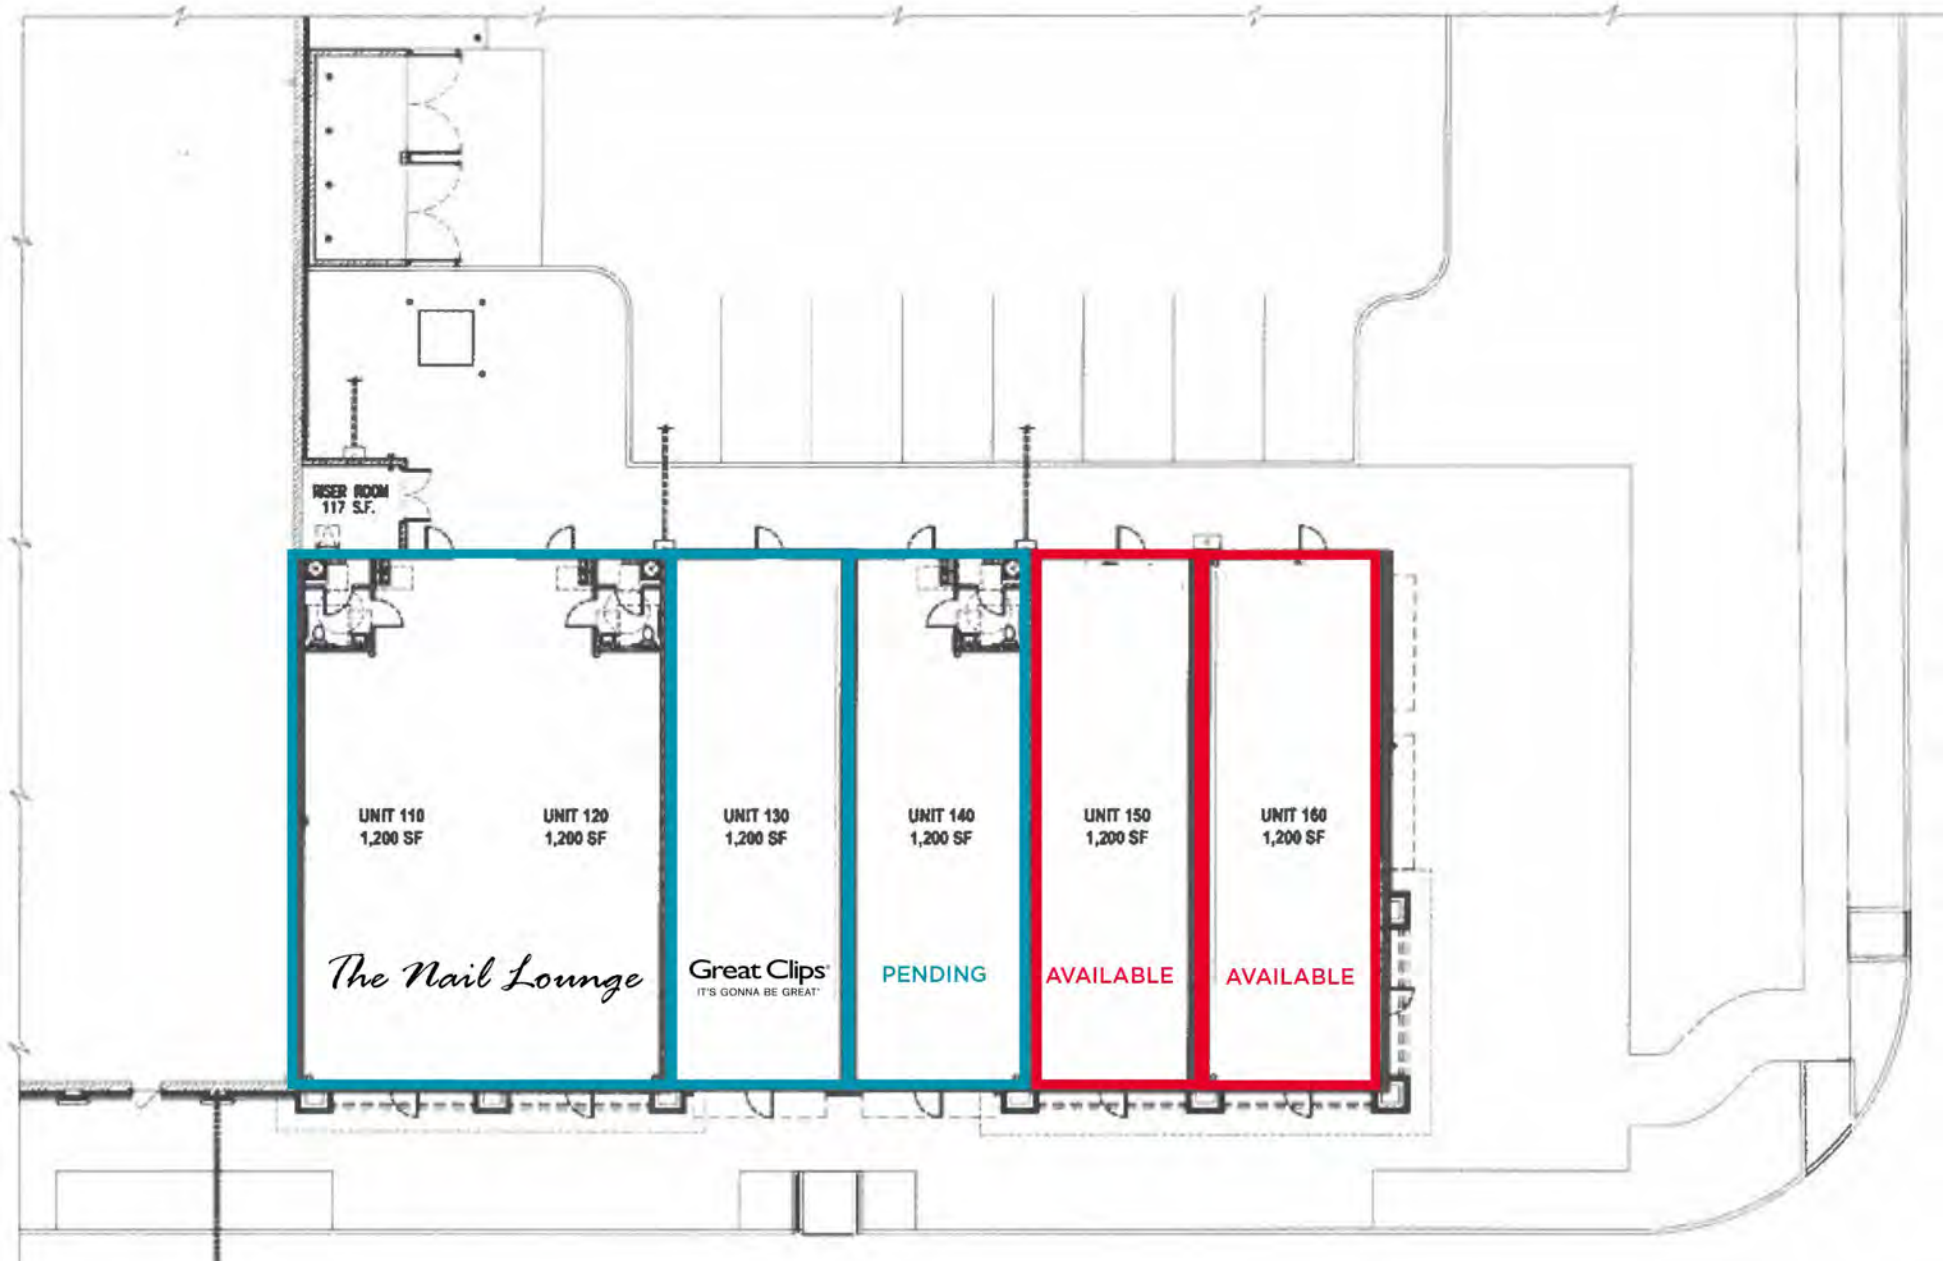 RISER ROOM
117 S.F.
UNIT 110
1,200 SF
UNIT 120
1,200 SF
UNIT 130
1,200 SF
UNIT 140
1,200 SF
UNIT 150
1,200 SF
UNIT 160
1,200 SF
The Nail Lounge
Great Clips®
IT'S GONNA BE GREAT®
PENDING
AVAILABLE
AVAILABLE